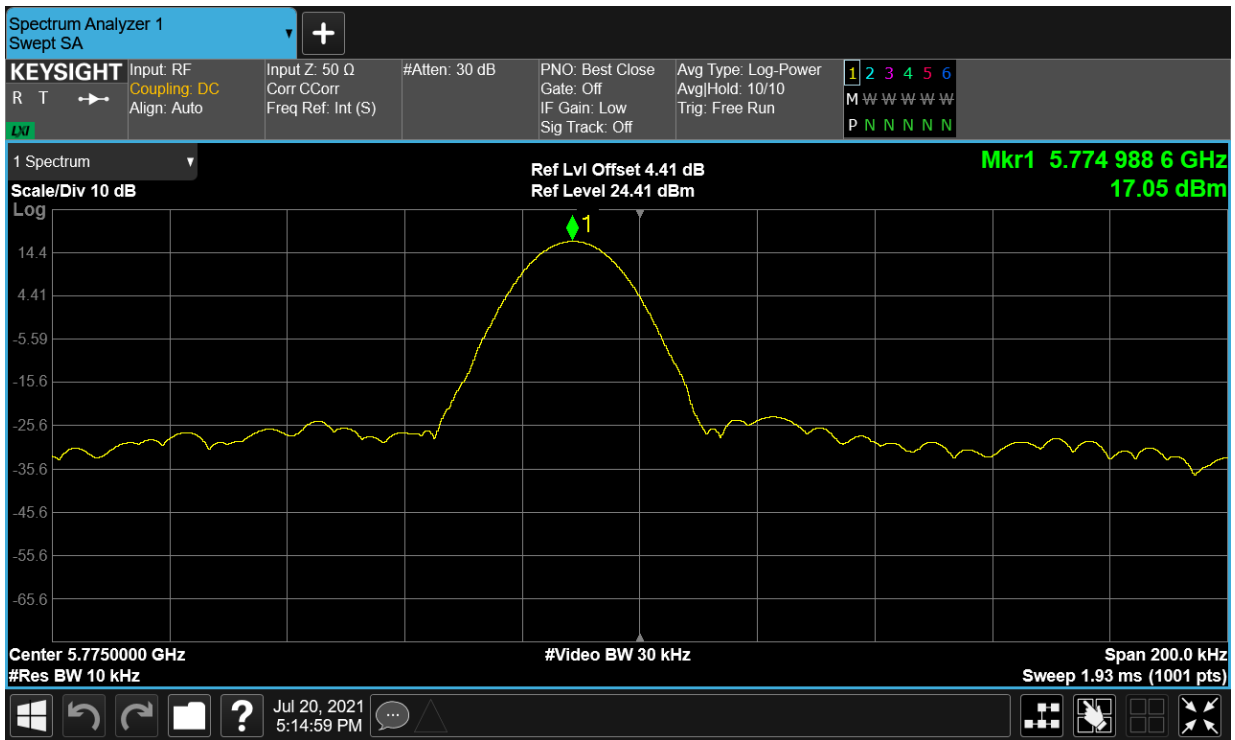 Spectrum Analyzer 1
Swept SA
KEYSIGHT
R T
LXI
Input: RF
Coupling: DC
Align: Auto
Input Z: 50 Ω
Corr CCorr
Freq Ref: Int (S)
#Atten: 30 dB
PNO: Best Close
Gate: Off
IF Gain: Low
Sig Track: Off
Avg Type: Log-Power
Avg|Hold: 10/10
Trig: Free Run
1 2 3 4 5 6
M W W W W W
P N N N N N
1 Spectrum
Scale/Div 10 dB
Log
Ref Lvl Offset 4.41 dB
Ref Level 24.41 dBm
Mkr1 5.774 988 6 GHz
17.05 dBm
1
14.4
4.41
-5.59
-15.6
-25.6
-35.6
-45.6
-55.6
-65.6
Center 5.7750000 GHz
#Res BW 10 kHz
#Video BW 30 kHz
Span 200.0 kHz
Sweep 1.93 ms (1001 pts)
?
Jul 20, 2021
5:14:59 PM